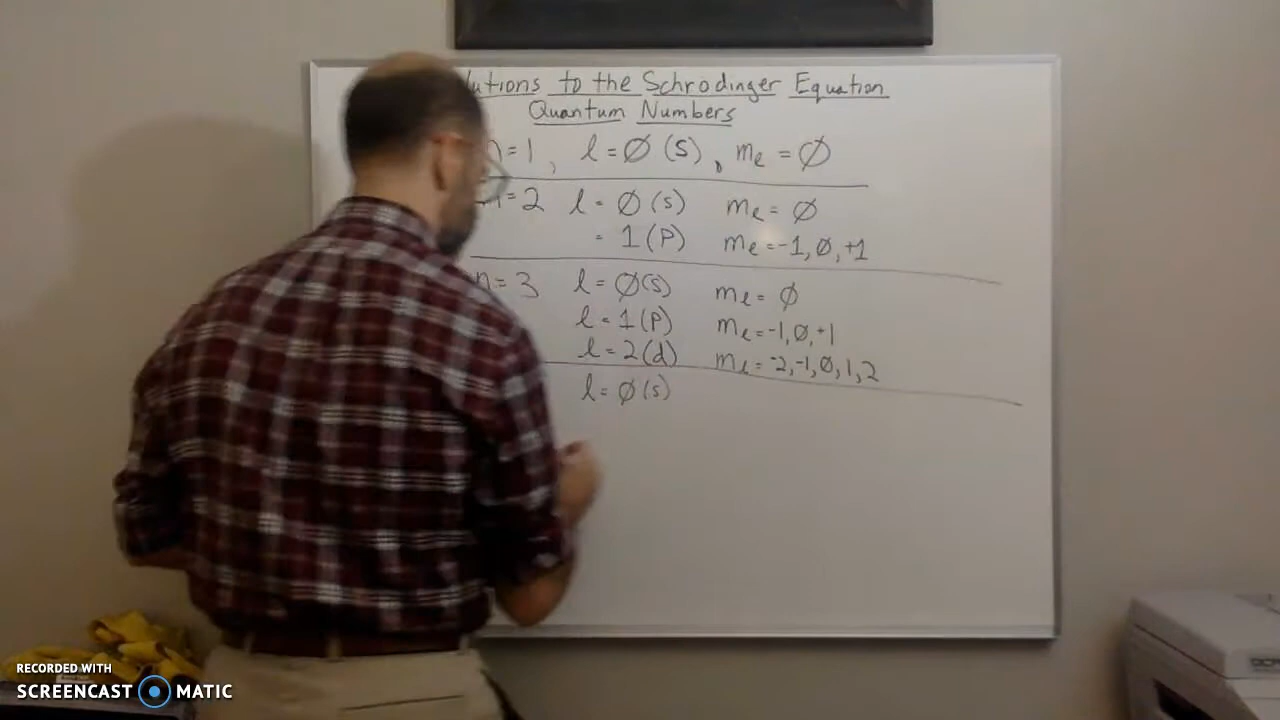 to the Schrodinger Equation
Quantum Numbers
n=1, l=Ø (s), ml=Ø
n=2 l=Ø(s) ml=Ø
=1(P) ml=-1,Ø,+1
n=3 l=Ø(s) ml=Ø
l=1(P) ml=-1,Ø,+1
l=2(d) ml=-2,-1,Ø,1,2
l=Ø(s)
RECORDED WITH
SCREENCAST MATIC